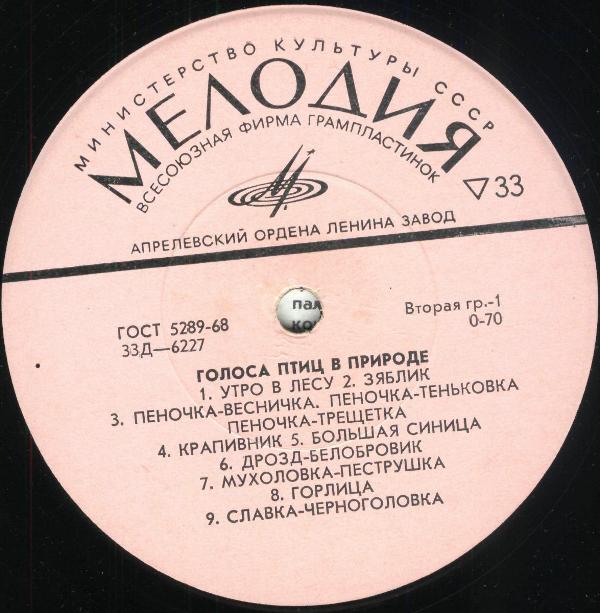 МИНИСТЕРСТВО КУЛЬТУРЫ СССР
МЕЛОДИЯ
ВСЕСОЮЗНАЯ ФИРМА ГРАМПЛАСТИНОК
▽33
АПРЕЛЕВСКИЙ ОРДЕНА ЛЕНИНА ЗАВОД
ГОСТ 5289-68
33Д—6227
Вторая гр.-1
0-70
ГОЛОСА ПТИЦ В ПРИРОДЕ
1. УТРО В ЛЕСУ 2. ЗЯБЛИК
3. ПЕНОЧКА-ВЕСНИЧКА. ПЕНОЧКА-ТЕНЬКОВКА
ПЕНОЧКА-ТРЕЩЕТКА
4. КРАПИВНИК 5. БОЛЬШАЯ СИНИЦА
6. ДРОЗД-БЕЛОБРОВИК
7. МУХОЛОВКА-ПЕСТРУШКА
8. ГОРЛИЦА
9. СЛАВКА-ЧЕРНОГОЛОВКА